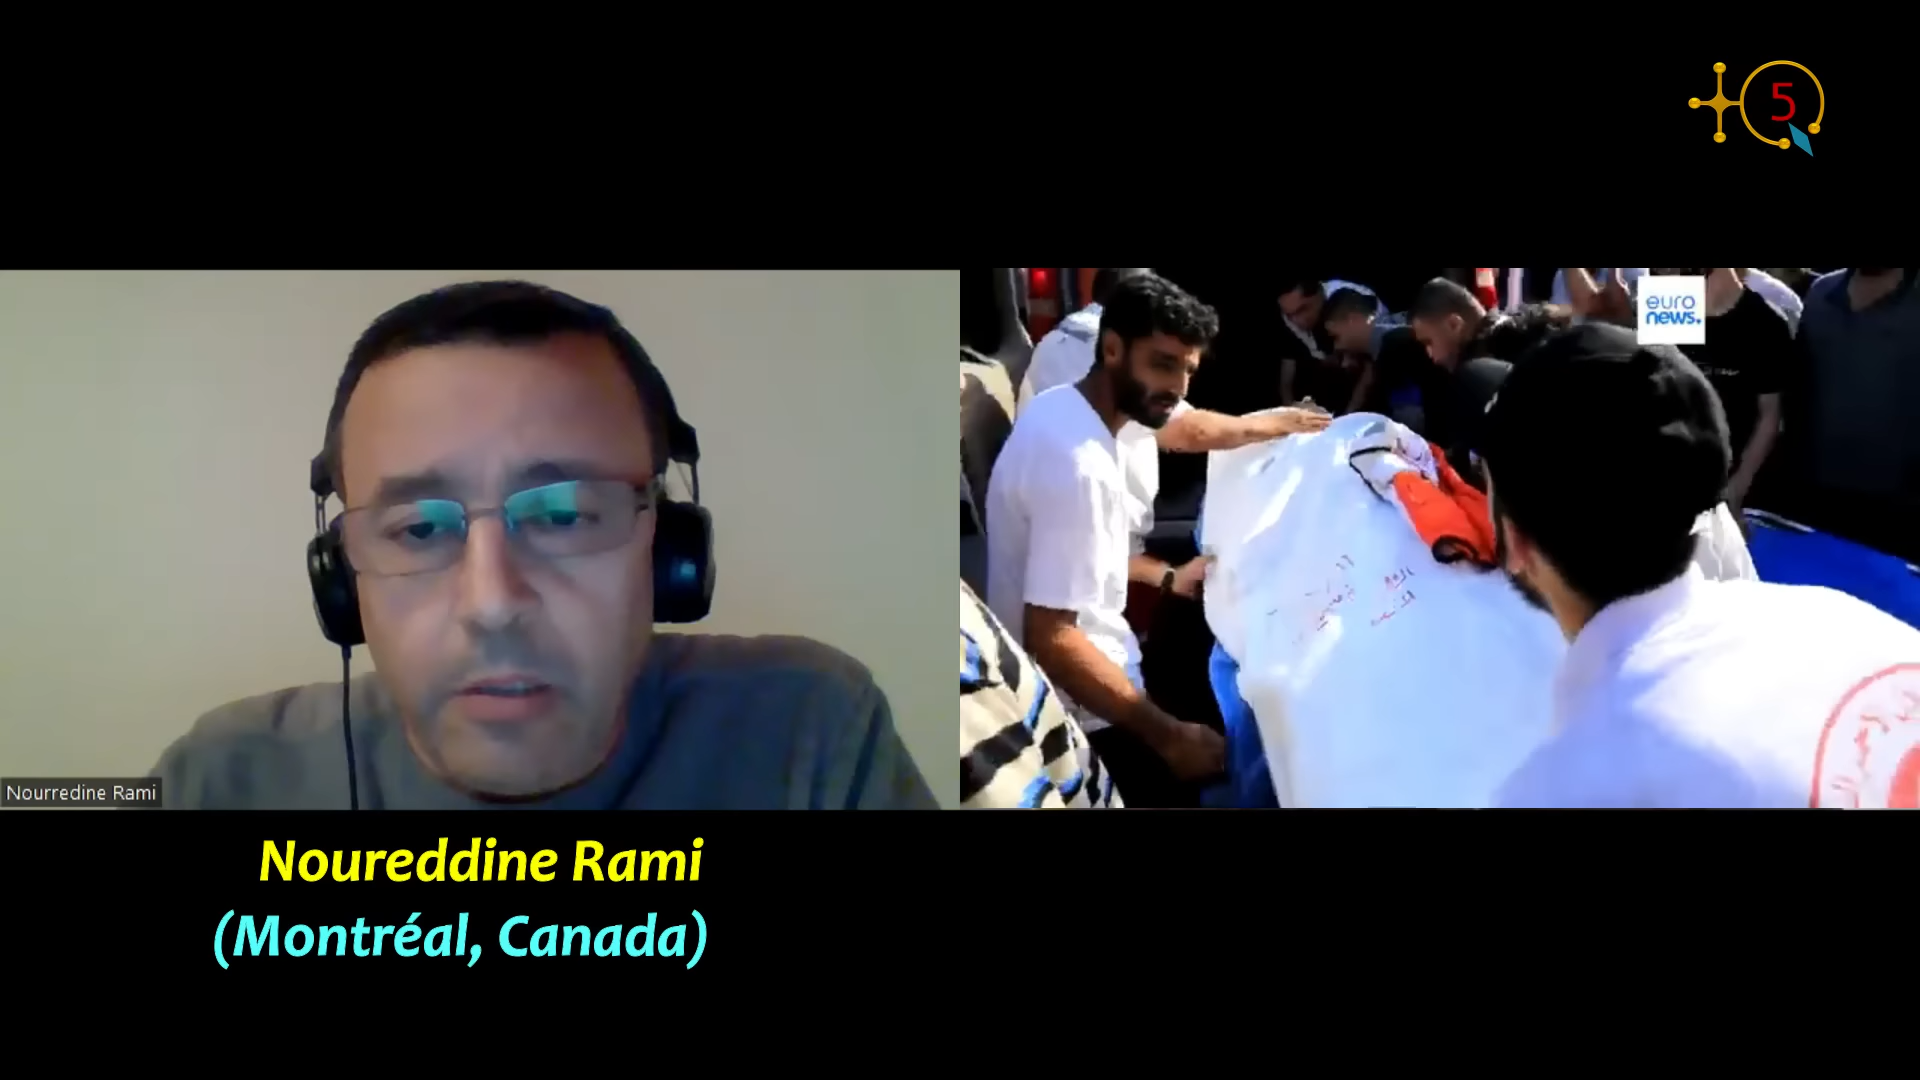 5
euro
news.
Nourredine Rami
Noureddine Rami
(Montréal, Canada)